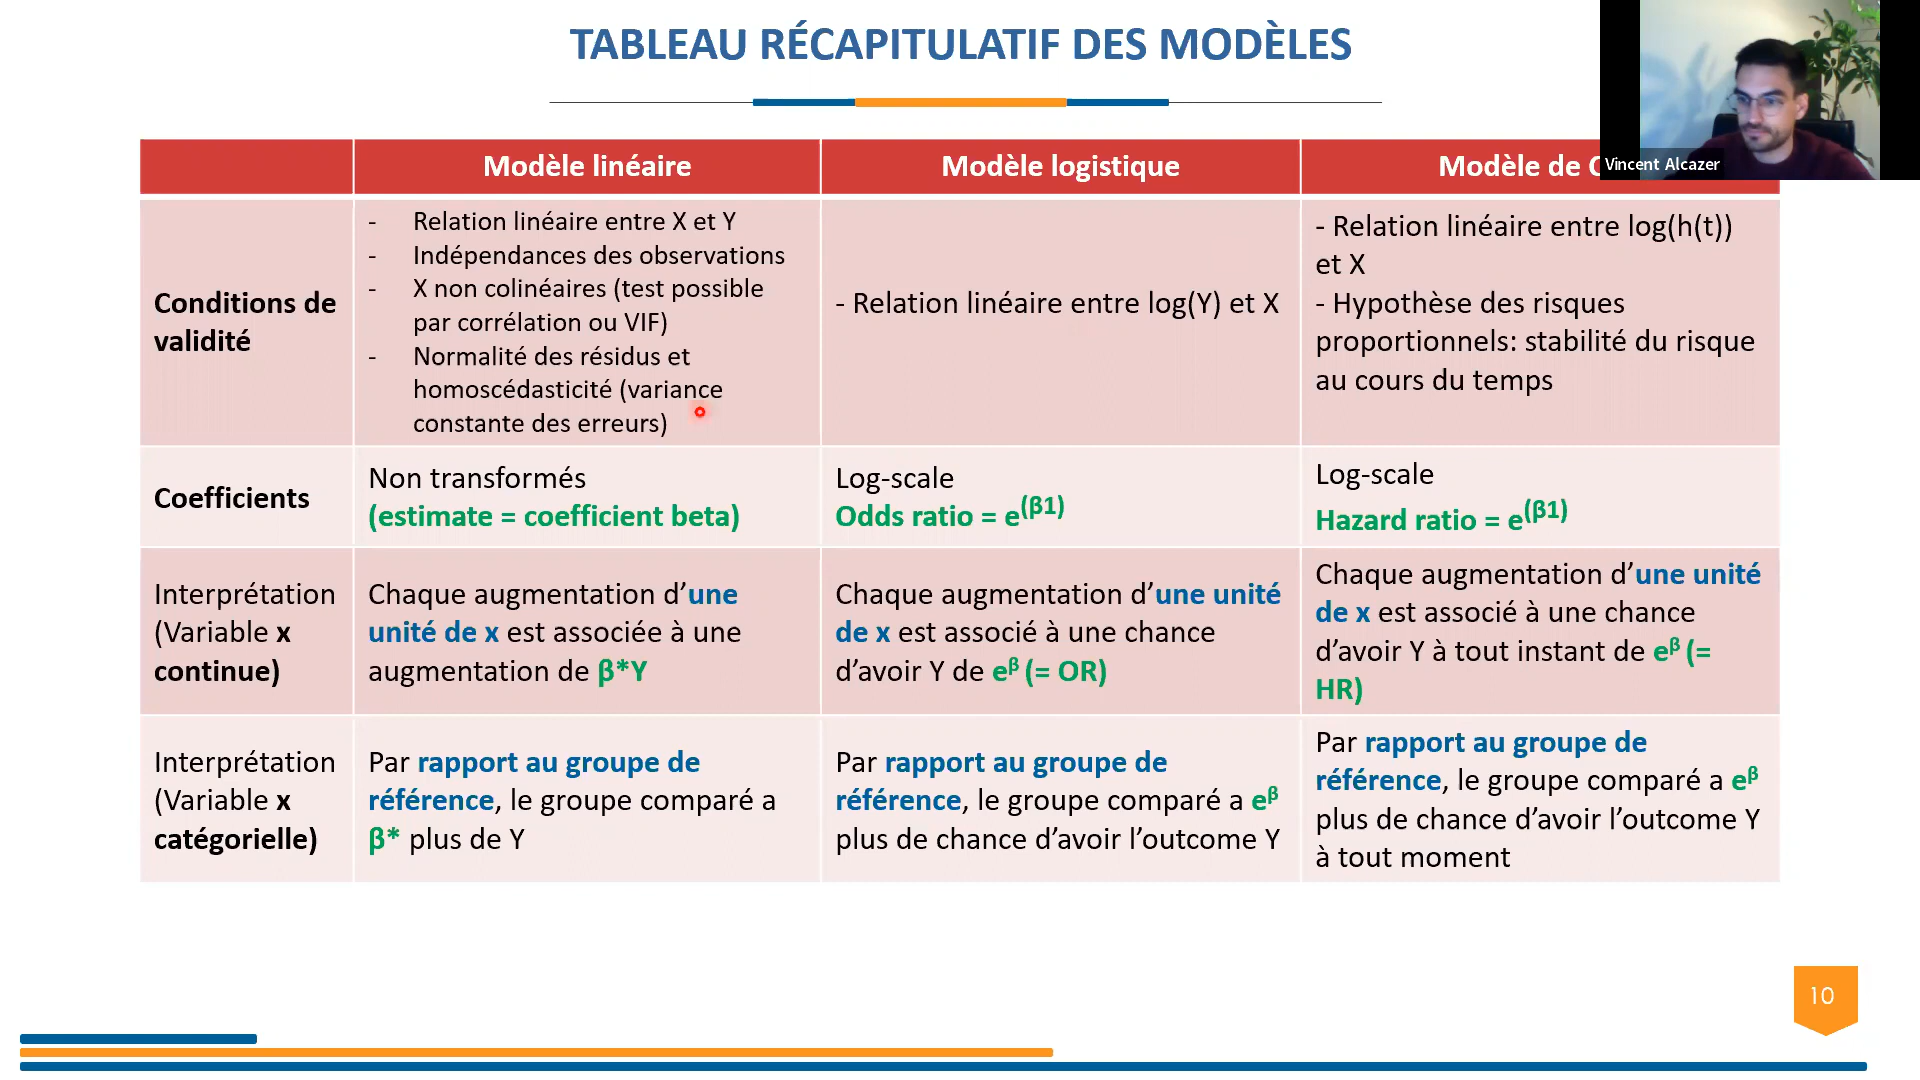 TABLEAU RÉCAPITULATIF DES MODÈLES
Vincent Alcazer
Modèle linéaire
Modèle logistique
Modèle de
Conditions de
validité
- Relation linéaire entre X et Y
- Indépendances des observations
- X non colinéaires (test possible
par corrélation ou VIF)
- Normalité des résidus et
homoscédasticité (variance
constante des erreurs)
- Relation linéaire entre log(Y) et X
- Relation linéaire entre log(h(t))
et X
- Hypothèse des risques
proportionnels: stabilité du risque
au cours du temps
Coefficients
Non transformés
(estimate = coefficient beta)
Log-scale
Odds ratio = e^(β1)
Log-scale
Hazard ratio = e^(β1)
Interprétation
(Variable x
continue)
Chaque augmentation d’une
unité de x est associée à une
augmentation de β*Y
Chaque augmentation d’une unité
de x est associé à une chance
d’avoir Y de e^β (= OR)
Chaque augmentation d’une unité
de x est associé à une chance
d’avoir Y à tout instant de e^β (=
HR)
Interprétation
(Variable x
catégorielle)
Par rapport au groupe de
référence, le groupe comparé a
β* plus de Y
Par rapport au groupe de
référence, le groupe comparé a e^β
plus de chance d’avoir l’outcome Y
Par rapport au groupe de
référence, le groupe comparé a e^β
plus de chance d’avoir l’outcome Y
à tout moment
10